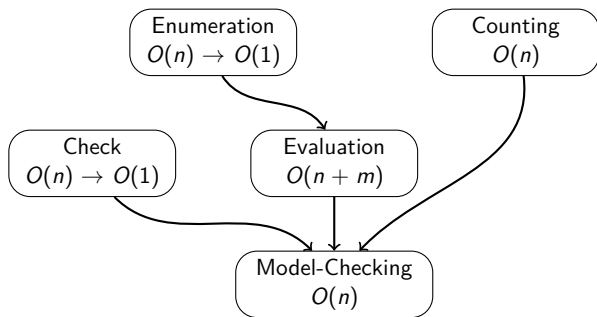 Enumeration
O(n) → O(1)
Counting
O(n)
Check
O(n) → O(1)
Evaluation
O(n + m)
Model-Checking
O(n)